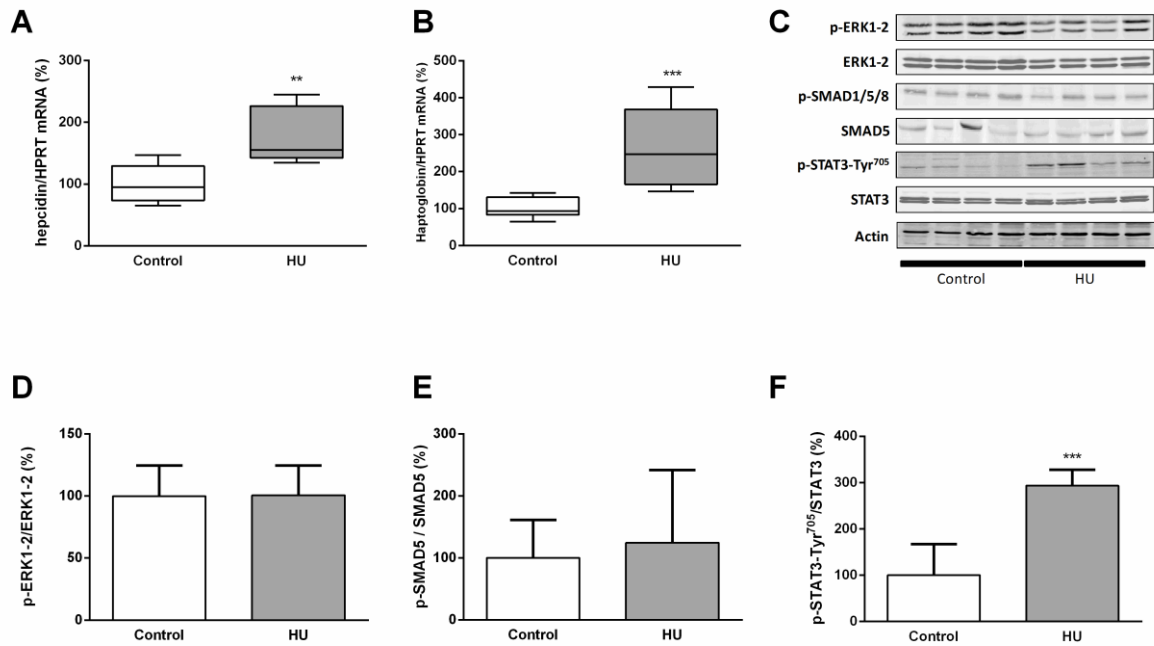 A
hepcidin/HPRT mRNA (%)
300
200
100
0
**
Control
HU
B
Haptoglobin/HPRT mRNA (%)
500
400
300
200
100
0
***
Control
HU
C
p-ERK1-2
ERK1-2
p-SMAD1/5/8
SMAD5
p-STAT3-Tyr⁷⁰⁵
STAT3
Actin
Control
HU
D
p-ERK1-2/ERK1-2 (%)
150
100
50
0
Control
HU
E
p-SMAD5 / SMAD5 (%)
300
200
100
0
Control
HU
F
p-STAT3-Tyr⁷⁰⁵/STAT3 (%)
400
300
200
100
0
***
Control
HU